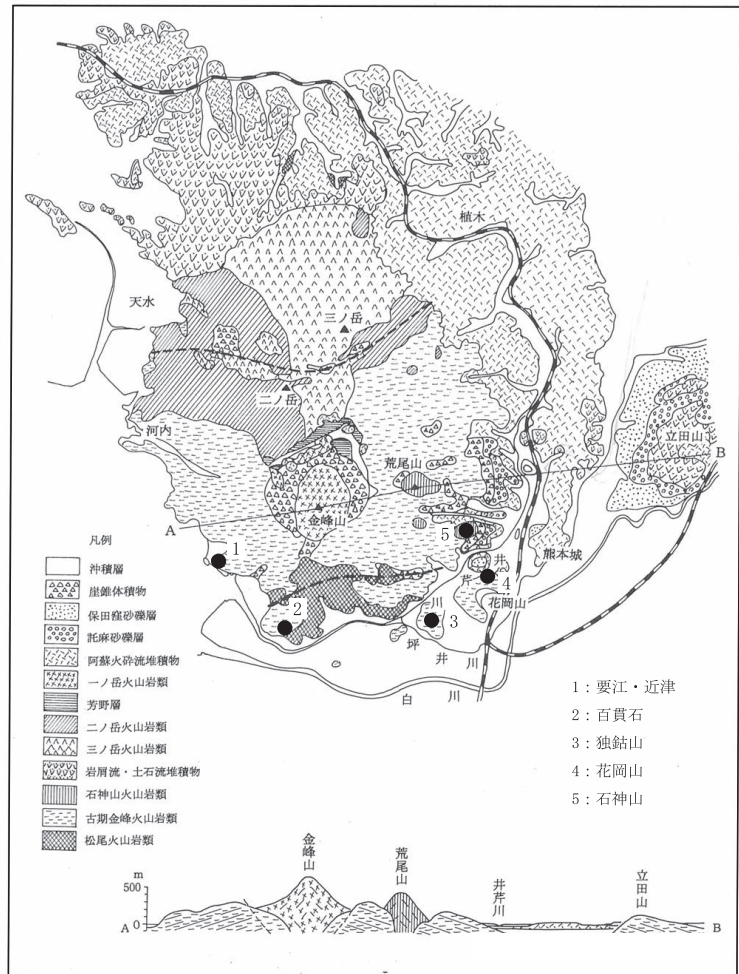 植木
天水
三ノ岳
二ノ岳
河内
荒尾山
立田山
B
A
金峰山
1
5
熊本城
井
芹
4
2
川
花岡山
3
坪
井
川
白
川
凡例
沖積層
崖錐体積物
保田窪砂礫層
託麻砂礫層
阿蘇火砕流堆積物
一ノ岳火山岩類
芳野層
二ノ岳火山岩類
三ノ岳火山岩類
岩屑流・土石流堆積物
石神山火山岩類
古期金峰火山岩類
松尾火山岩類
1：要江・近津
2：百貫石
3：独鈷山
4：花岡山
5：石神山
金峰山
荒尾山
井芹川
立田山
m
500
0
A
B